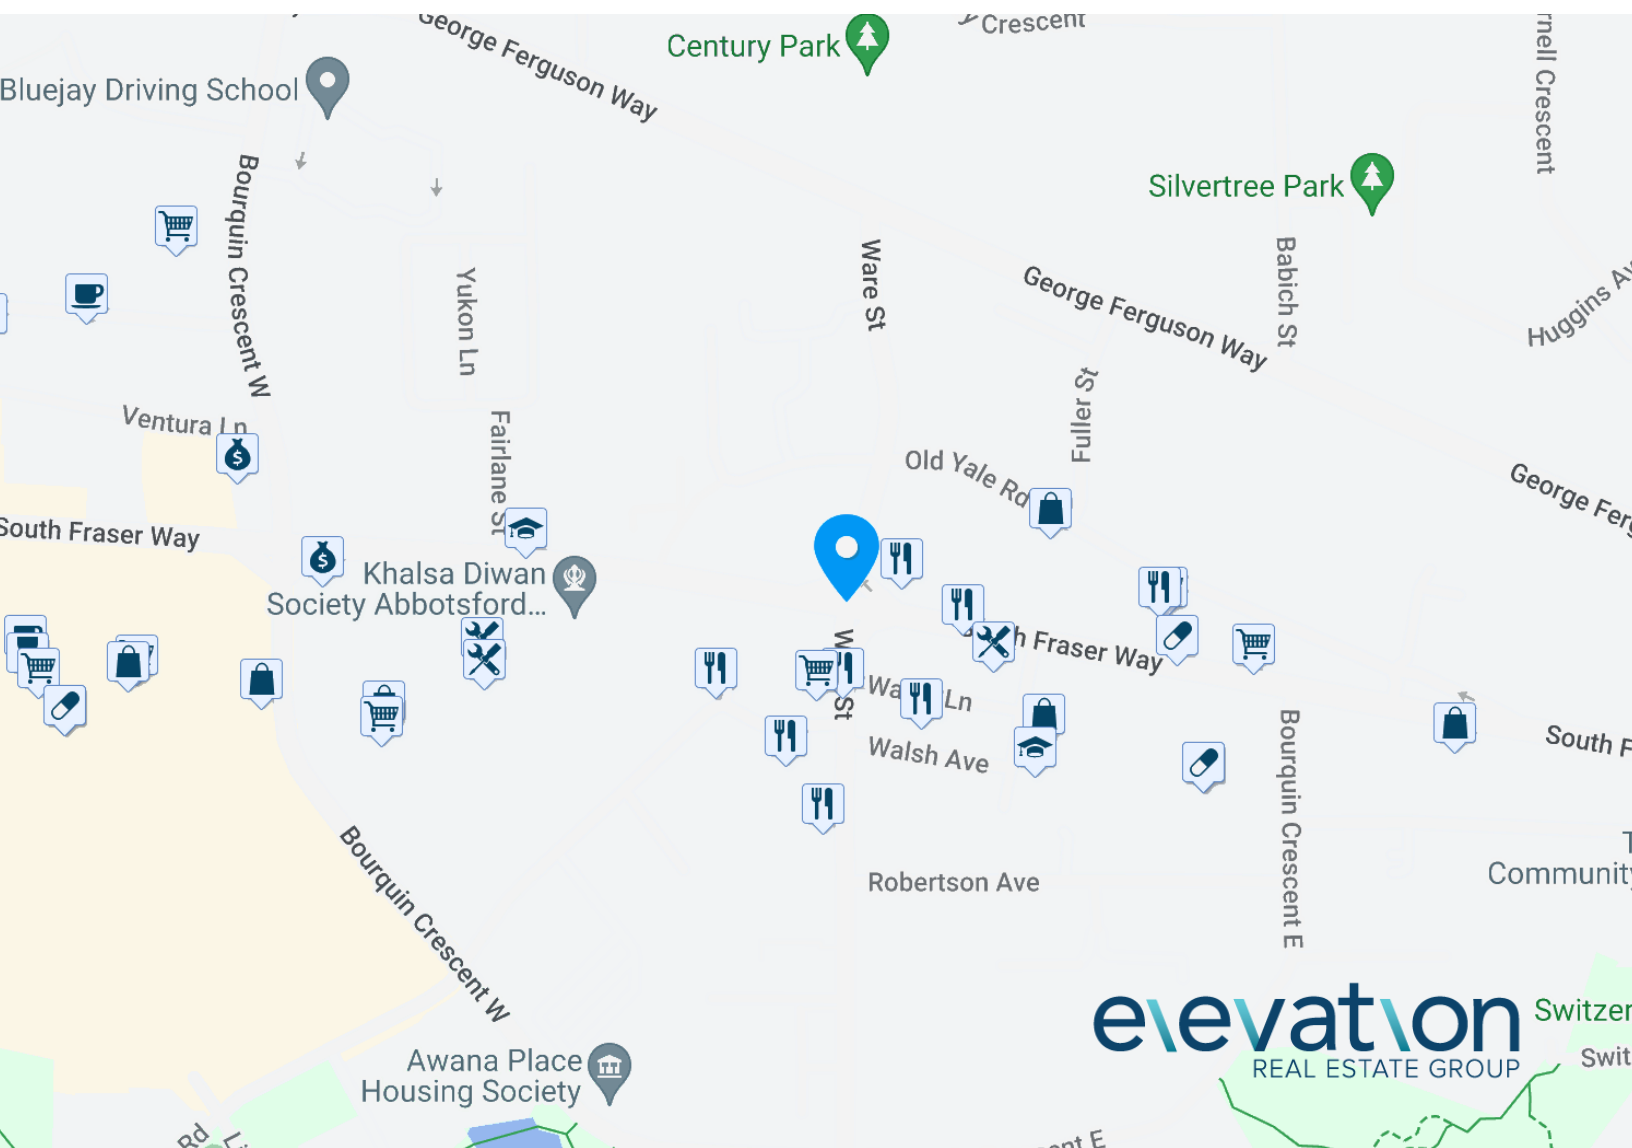 George Ferguson Way
Century Park
Crescent
Bluejay Driving School
Bourquin Crescent W
Silvertree Park
Ware St
Babich St
George Ferguson Way
Yukon Ln
Fuller St
Ventura Ln
Fairlane St
Old Yale Rd
South Fraser Way
Khalsa Diwan
Society Abbotsford...
Fraser Way
St
Ln
Walsh Ave
South
Bourquin Crescent E
Bourquin Crescent W
Robertson Ave
Community
elevation
REAL ESTATE GROUP
Awana Place
Housing Society
Rd
E
George
Huggins
Crescent
$
$